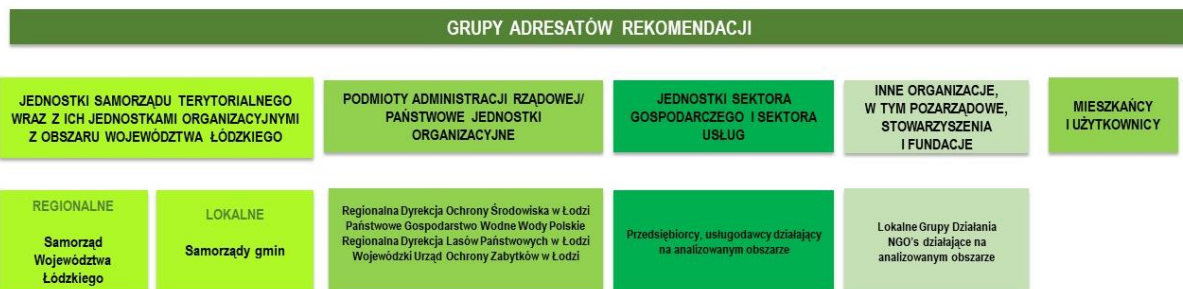 GRUPY ADRESATÓW REKOMENDACJI
JEDNOSTKI SAMORZĄDU TERYTORIALNEGO
WRAZ Z ICH JEDNOSTKAMI ORGANIZACYJNYMI
Z OBSZARU WOJEWÓDZTWA ŁÓDZKIEGO
PODMIOTY ADMINISTRACJI RZĄDOWEJ/
PAŃSTWOWE JEDNOSTKI
ORGANIZACYJNE
JEDNOSTKI SEKTORA
GOSPODARCZEGO I SEKTORA
USŁUG
INNE ORGANIZACJE,
W TYM POZARZĄDOWE,
STOWARZYSZENIA
I FUNDACJE
MIESZKAŃCY
I UŻYTKOWNICY
REGIONALNE
Samorząd
Województwa
Łódzkiego
LOKALNE
Samorządy gmin
Regionalna Dyrekcja Ochrony Środowiska w Łodzi
Państwowe Gospodarstwo Wodne Wody Polskie
Regionalna Dyrekcja Lasów Państwowych w Łodzi
Wojewódzki Urząd Ochrony Zabytków w Łodzi
Przedsiębiorcy, usługodawcy działający
na analizowanym obszarze
Lokalne Grupy Działania
NGO's działające na
analizowanym obszarze